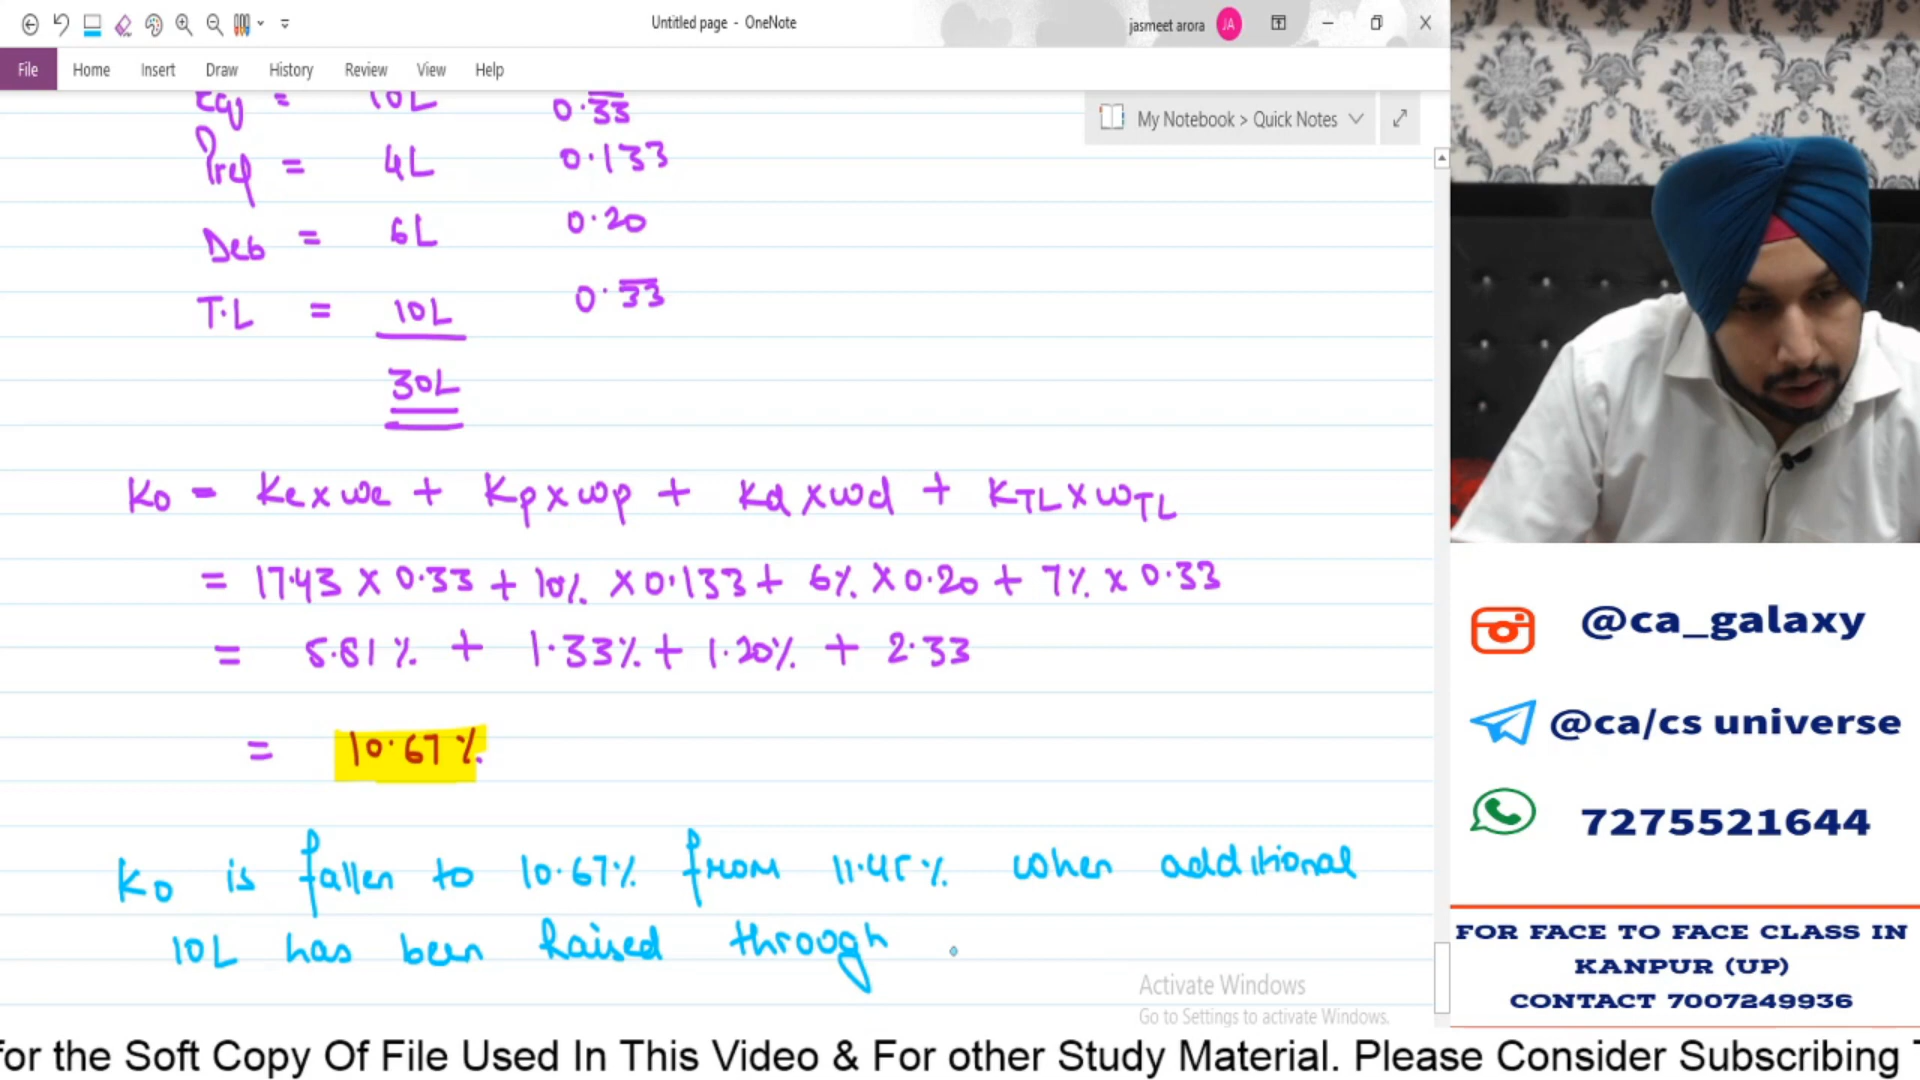 Untitled page - OneNote
jasmeet arora JA
File Home Insert Draw History Review View Help
My Notebook > Quick Notes
Eq = 10L 0.33
Pref = 4L 0.133
Deb = 6L 0.20
T.L = 10L 0.33
30L
Ko = Ke x we + Kp x wp + Kd x wd + KTL x wTL
= 17.43 x 0.33 + 10% x 0.133 + 6% x 0.20 + 7% x 0.33
= 5.81% + 1.33% + 1.20% + 2.33
= 10.67%
Ko is fallen to 10.67% from 11.45% when additional
10L has been Raised through
Activate Windows
Go to Settings to activate Windows.
@ca_galaxy
@ca/cs universe
7275521644
FOR FACE TO FACE CLASS IN
KANPUR (UP)
CONTACT 7007249936
for the Soft Copy Of File Used In This Video & For other Study Material. Please Consider Subscribing